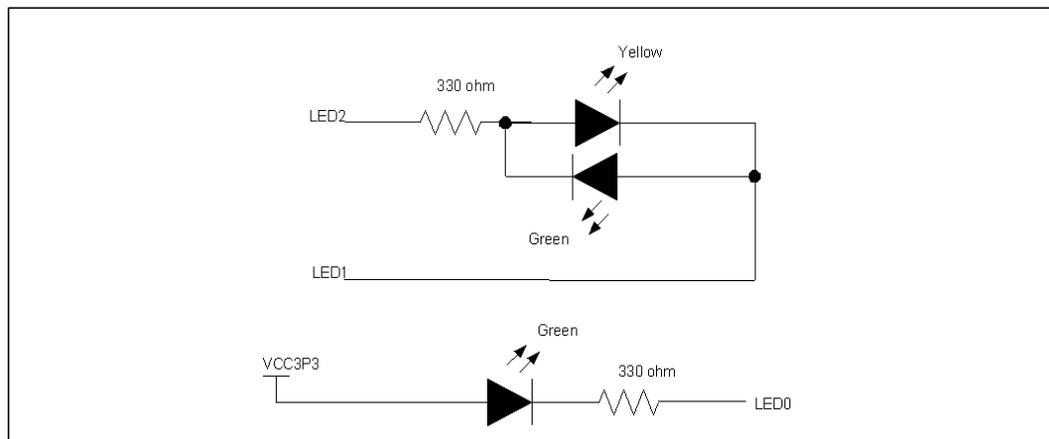 Yellow
330 ohm
LED2
Green
LED1
Green
VCC3P3
330 ohm
LED0